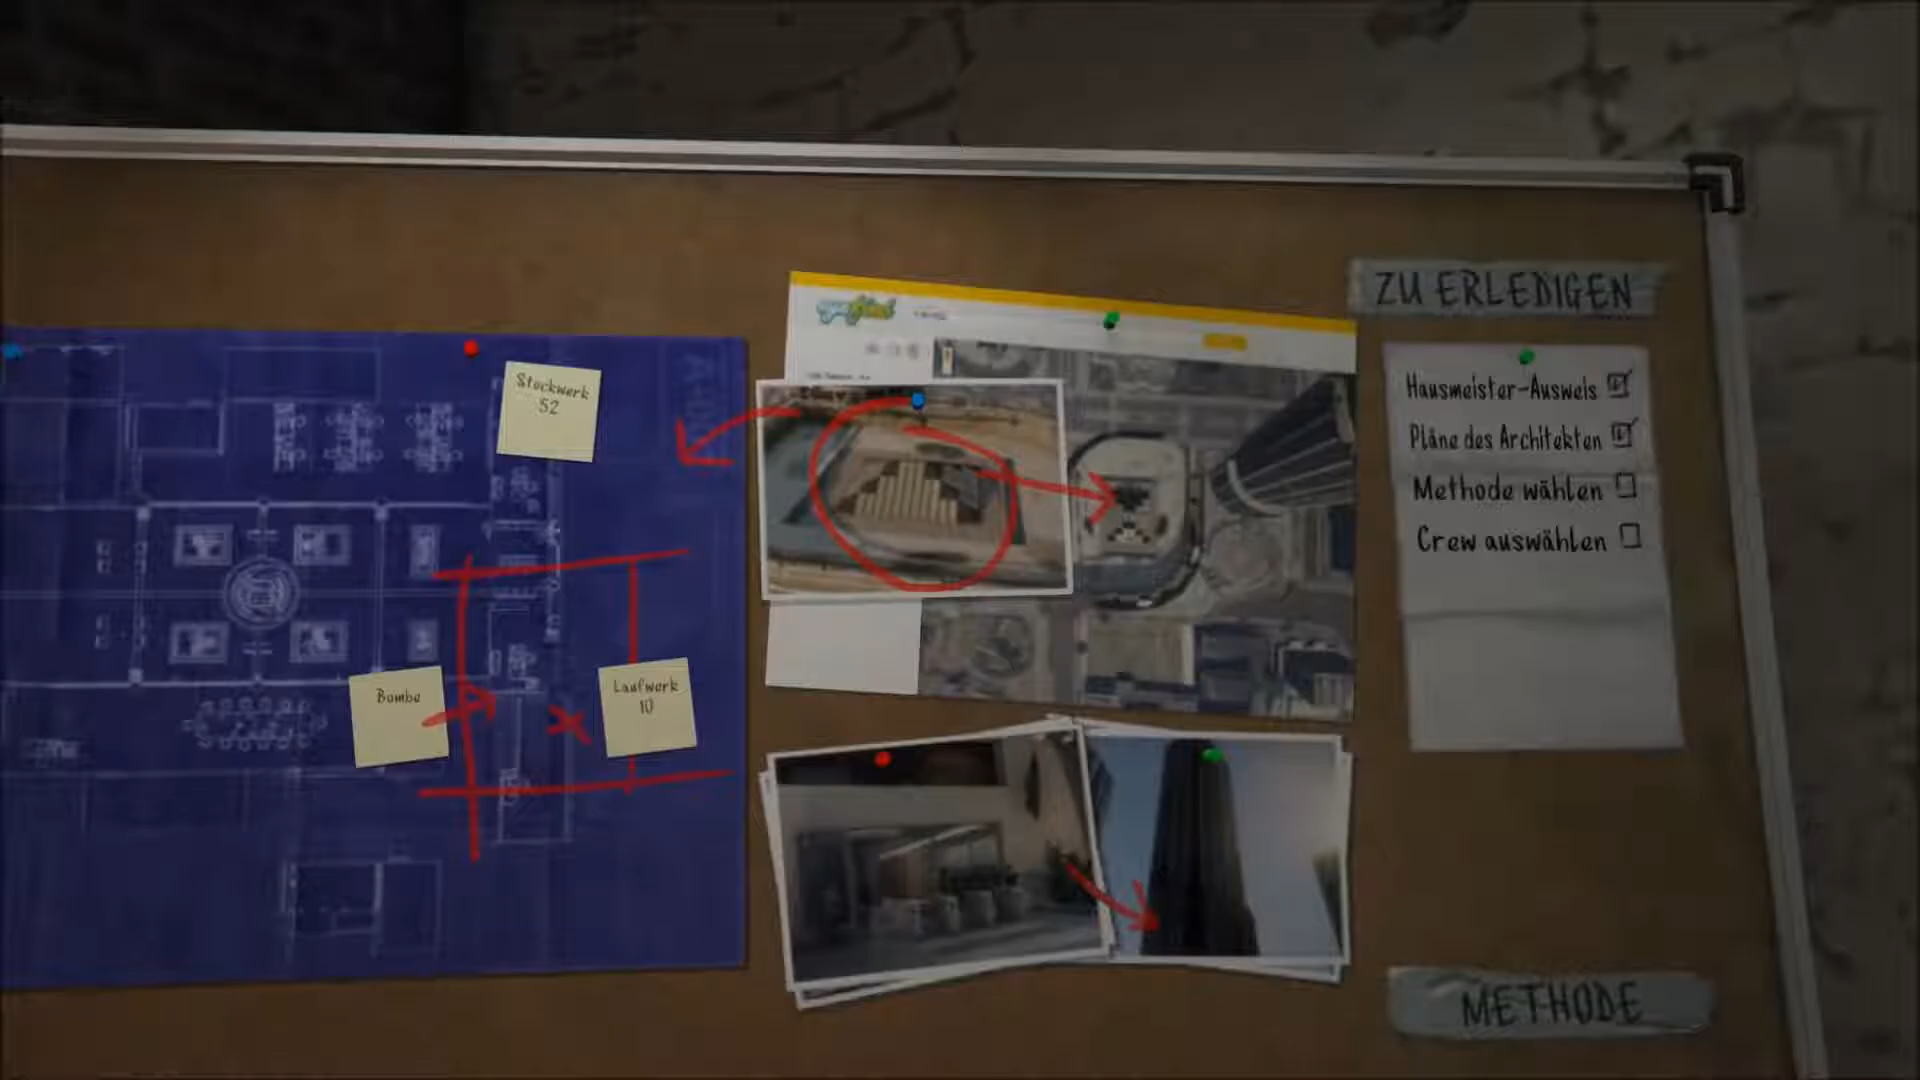 ZU ERLEDIGEN
Hausmeister-Ausweis
Pläne des Architekten
Methode wählen
Crew auswählen
Stockwerk
52
Bombe
Laufwerk
10
METHODE